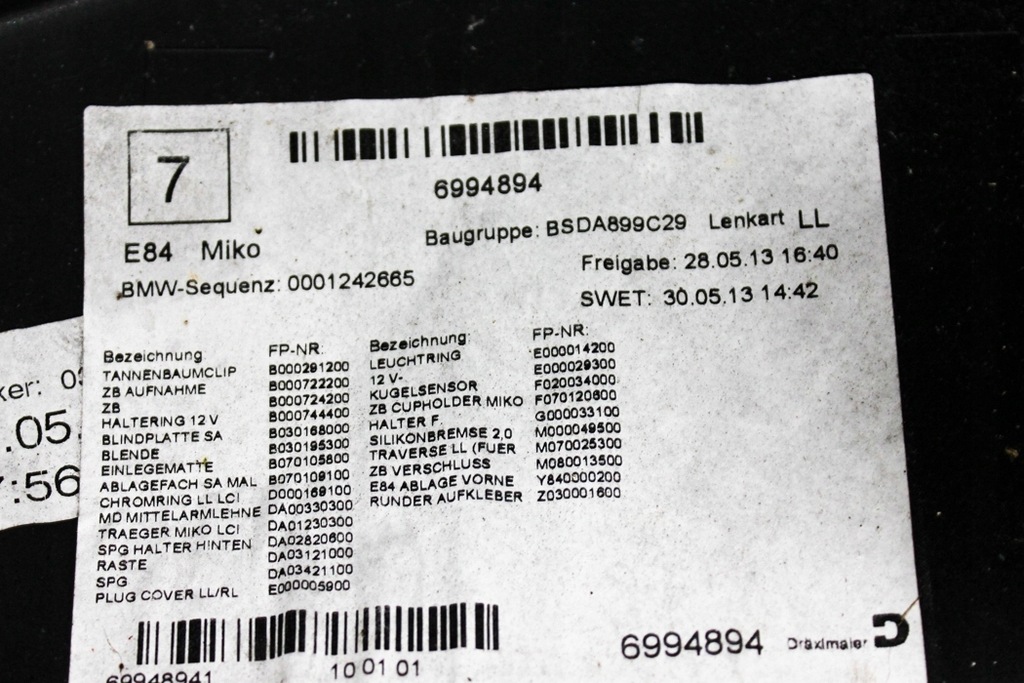 7
6994894
E84 Miko
Baugruppe: BSDA899C29 Lenkart LL
BMW-Sequenz: 0001242665
Freigabe: 28.05.13 16:40
SWET: 30.05.13 14:42
Bezeichnung FP-NR:
TANNENBAUMCLIP B000291200
ZB AUFNAHME B000722200
ZB B000724200
HALTERING 12 V B000744400
BLINDPLATTE SA B030168000
BLENDE B030195300
EINLEGEMATTE B070105800
ABLAGEFACH SA MAL B070109100
CHROMRING LL LCI D000169100
MD MITTELARMLEHNE DA00330300
TRAEGER MIKO LCI DA01230300
SPG HALTER HINTEN DA02820600
RASTE DA03121000
SPG DA03421100
PLUG COVER LL/RL E000005900
Bezeichnung FP-NR:
LEUCHTRING E000014200
12 V- E000029300
KUGELSENSOR F020034000
ZB CUPHOLDER MIKO F070120600
HALTER F. G000033100
SILIKONBREMSE 2,0 M000049500
TRAVERSE LL (FUER M070025300
ZB VERSCHLUSS M080013500
E84 ABLAGE VORNE Y840000200
RUNDER AUFKLEBER Z030001600
69948941
10 01 01
6994894 Dräxlmaier
ker: 03
.05.
:56